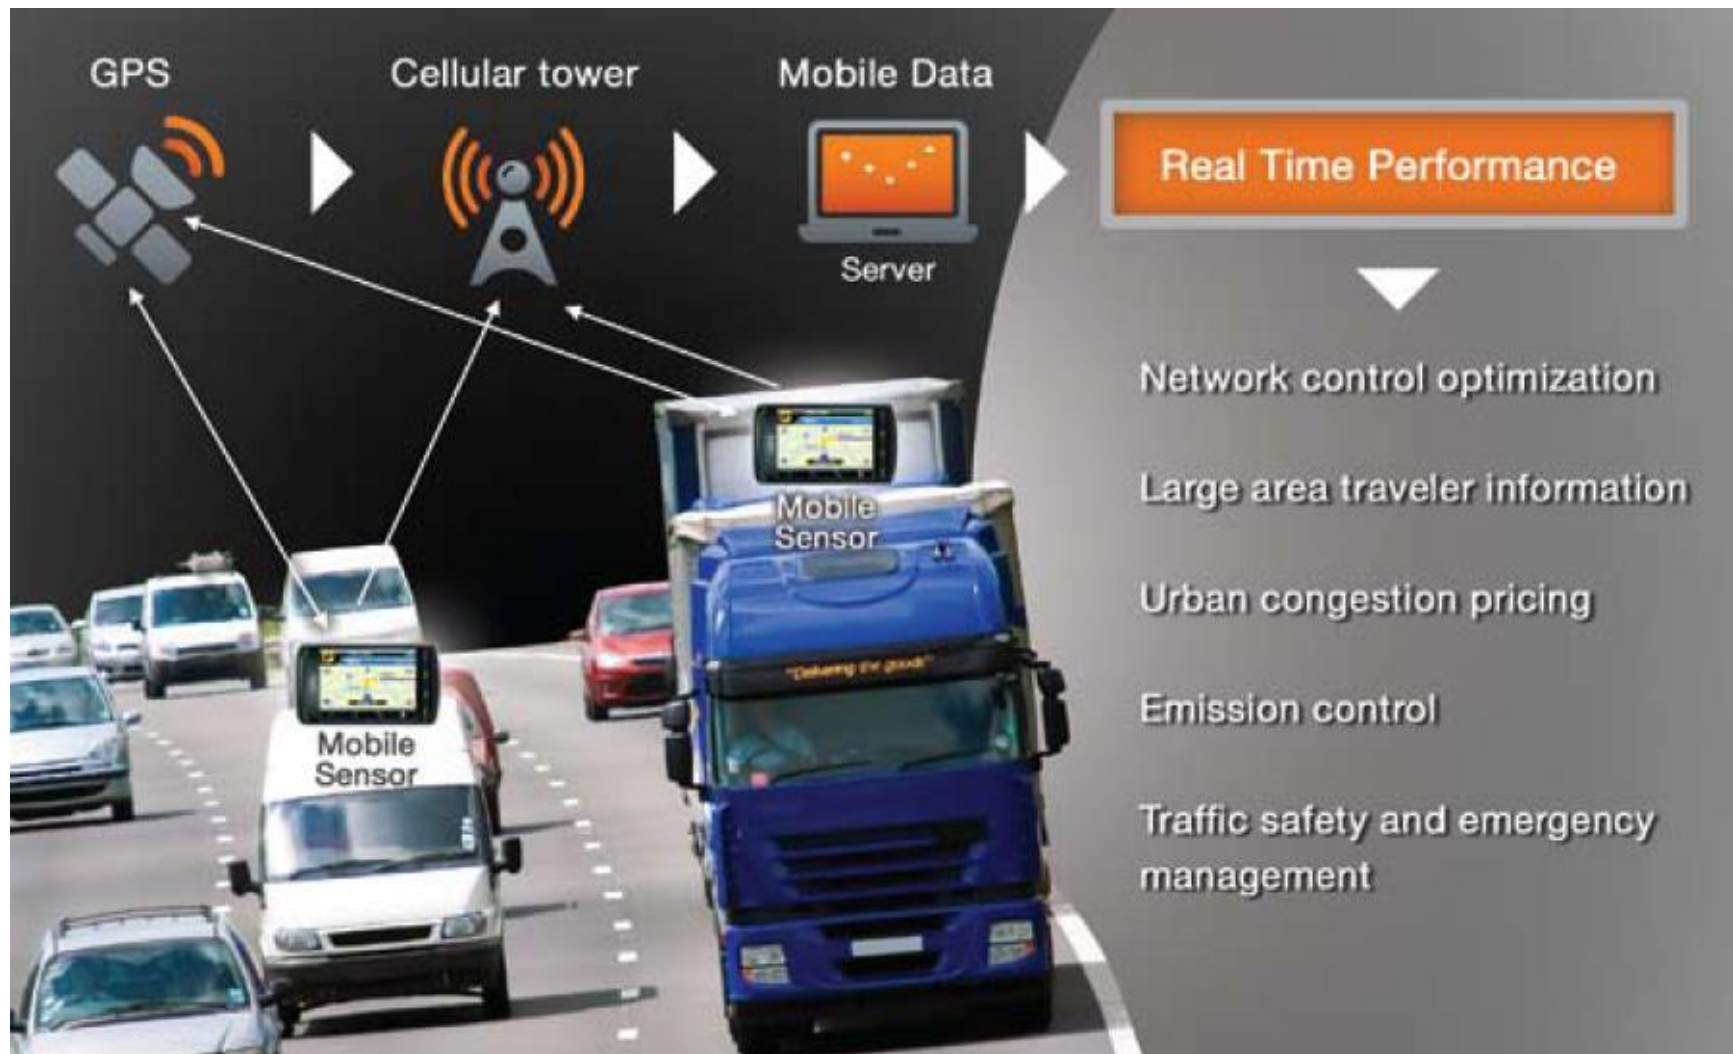 GPS
Cellular tower
Mobile Data
Server
Real Time Performance
Network control optimization
Large area traveler information
Urban congestion pricing
Emission control
Traffic safety and emergency
management
Mobile
Sensor
"Delivering the goods"
Mobile
Sensor